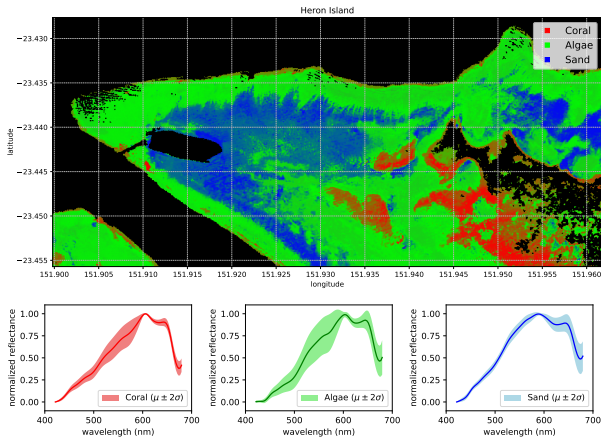 Heron Island
Coral
Algae
Sand
latitude
−23.430
−23.435
−23.440
−23.445
−23.450
−23.455
151.900 151.905 151.910 151.915 151.920 151.925 151.930 151.935 151.940 151.945 151.950 151.955 151.960
longitude
normalized reflectance
1.00
0.75
0.50
0.25
0.00
Coral (μ ± 2σ)
400 500 600 700
wavelength (nm)
normalized reflectance
1.00
0.75
0.50
0.25
0.00
Algae (μ ± 2σ)
400 500 600 700
wavelength (nm)
normalized reflectance
1.00
0.75
0.50
0.25
0.00
Sand (μ ± 2σ)
400 500 600 700
wavelength (nm)